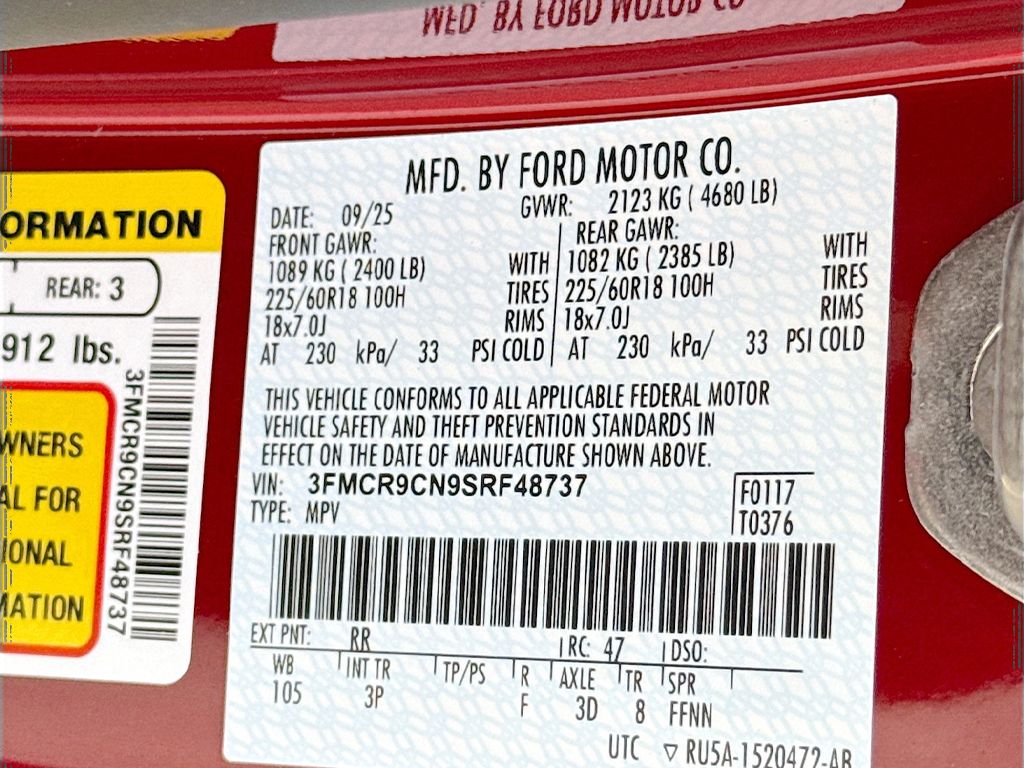 MFD. BY FORD MOTOR CO.
MFD. BY FORD MOTOR CO.
DATE: 09/25 GVWR: 2123 KG ( 4680 LB)
FRONT GAWR: REAR GAWR:
1089 KG ( 2400 LB) WITH 1082 KG ( 2385 LB) WITH
225/60R18 100H TIRES 225/60R18 100H TIRES
18x7.0J RIMS 18x7.0J RIMS
AT 230 kPa/ 33 PSI COLD AT 230 kPa/ 33 PSI COLD
THIS VEHICLE CONFORMS TO ALL APPLICABLE FEDERAL MOTOR
VEHICLE SAFETY AND THEFT PREVENTION STANDARDS IN
EFFECT ON THE DATE OF MANUFACTURE SHOWN ABOVE.
VIN: 3FMCR9CN9SRF48737
TYPE: MPV
F0117
T0376
EXT PNT: RR RC: 47 DSO:
WB INT TR TP/PS R AXLE TR SPR
105 3P F 3D 8 FFNN
UTC ▽ RU5A-1520472-AB
ORMATION
REAR: 3
912 lbs.
WNERS
AL FOR
IONAL
MATION
3FMCR9CN9SRF48737